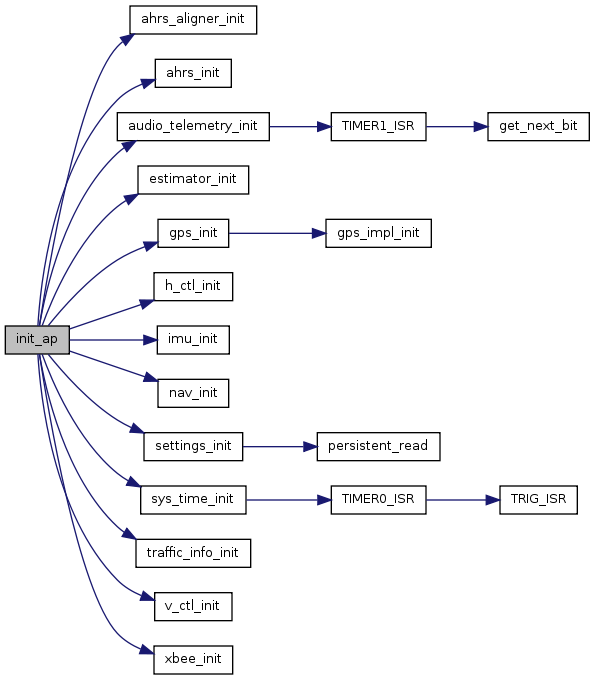 ahrs_aligner_init
ahrs_init
audio_telemetry_init
TIMER1_ISR
get_next_bit
estimator_init
gps_init
gps_impl_init
h_ctl_init
init_ap
imu_init
nav_init
settings_init
persistent_read
sys_time_init
TIMER0_ISR
TRIG_ISR
traffic_info_init
v_ctl_init
xbee_init